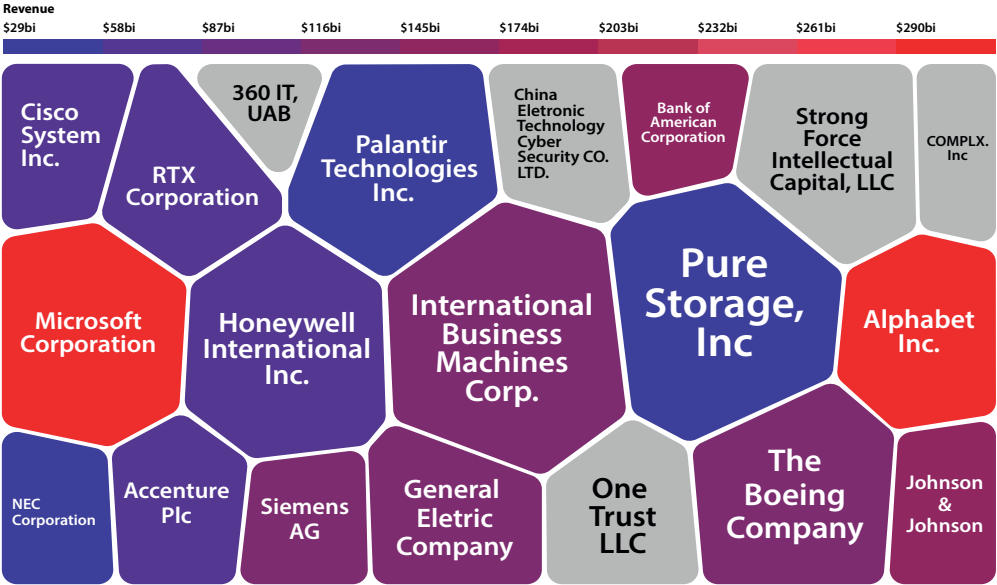 Revenue
$29bi $58bi $87bi $116bi $145bi $174bi $203bi $232bi $261bi $290bi
Cisco
System
Inc.
RTX
Corporation
360 IT,
UAB
Palantir
Technologies
Inc.
China
Eletronic
Technology
Cyber
Security CO.
LTD.
Bank of
American
Corporation
Strong
Force
Intellectual
Capital, LLC
COMPLX.
Inc
Microsoft
Corporation
Honeywell
International
Inc.
International
Business
Machines
Corp.
Pure
Storage,
Inc
Alphabet
Inc.
NEC
Corporation
Accenture
Plc
Siemens
AG
General
Eletric
Company
One
Trust
LLC
The
Boeing
Company
Johnson
&
Johnson